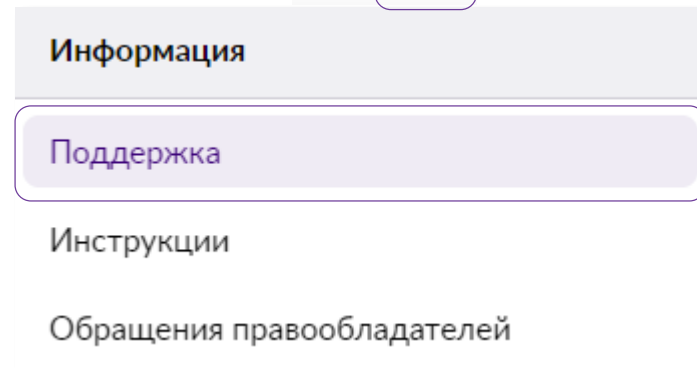 Информация
Поддержка
Инструкции
Обращения правообладателей